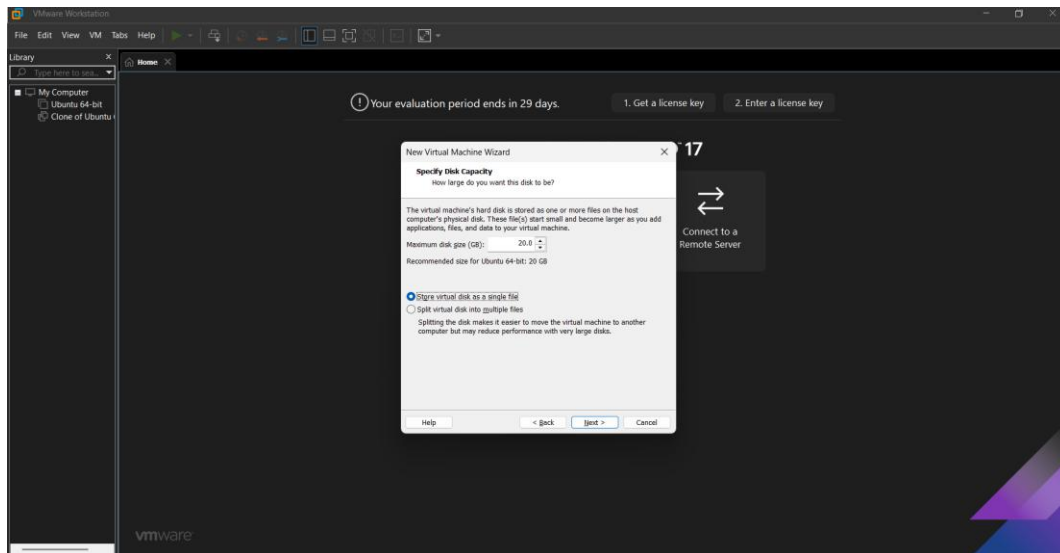 VMware Workstation
File Edit View VM Tabs Help
Library
Type here to sea...
Home
My Computer
Ubuntu 64-bit
Clone of Ubuntu
Your evaluation period ends in 29 days.
1. Get a license key
2. Enter a license key
17
Connect to a
Remote Server
New Virtual Machine Wizard
Specify Disk Capacity
How large do you want this disk to be?
The virtual machine's hard disk is stored as one or more files on the host
computer's physical disk. These file(s) start small and become larger as you add
applications, files, and data to your virtual machine.
Maximum disk size (GB): 20.0
Recommended size for Ubuntu 64-bit: 20 GB
Store virtual disk as a single file
Split virtual disk into multiple files
Splitting the disk makes it easier to move the virtual machine to another
computer but may reduce performance with very large disks.
Help
< Back
Next >
Cancel
vmware